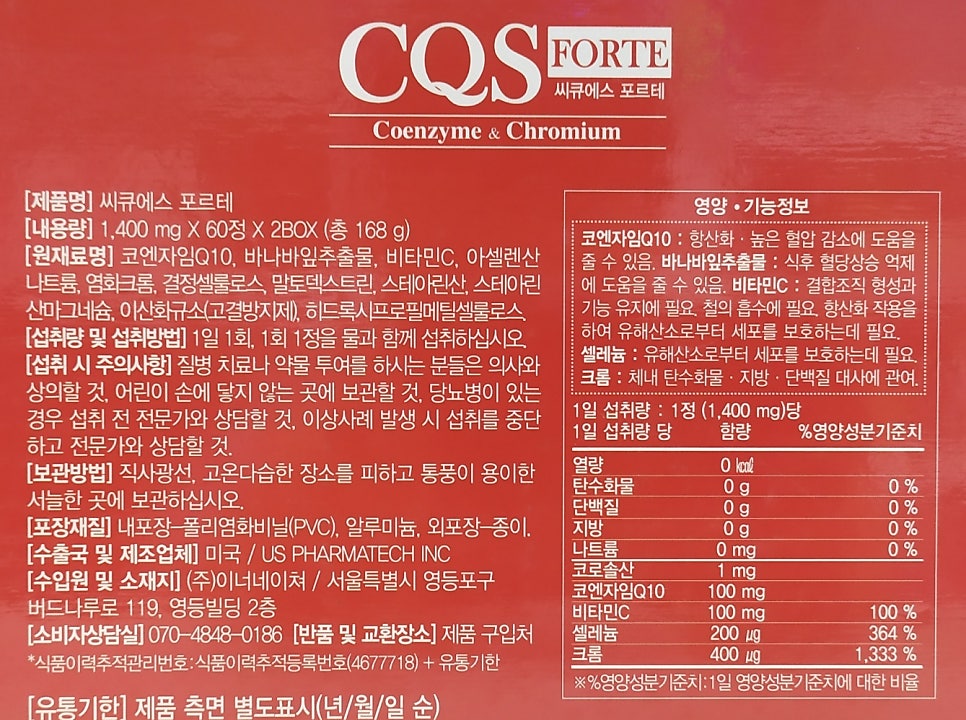 CQS FORTE
씨큐에스 포르테
Coenzyme & Chromium
[제품명] 씨큐에스 포르테
[내용량] 1,400 mg X 60정 X 2BOX (총 168 g)
[원재료명] 코엔자임Q10, 바나바잎추출물, 비타민C, 아셀렌산
나트륨, 염화크롬, 결정셀룰로스, 말토덱스트린, 스테아린산, 스테아린
산마그네슘, 이산화규소(고결방지제), 히드록시프로필메틸셀룰로스.
[섭취량 및 섭취방법] 1일 1회, 1회 1정을 물과 함께 섭취하십시오.
[섭취 시 주의사항] 질병 치료나 약물 투여를 하시는 분들은 의사와
상의할 것, 어린이 손에 닿지 않는 곳에 보관할 것, 당뇨병이 있는
경우 섭취 전 전문가와 상담할 것, 이상사례 발생 시 섭취를 중단
하고 전문가와 상담할 것.
[보관방법] 직사광선, 고온다습한 장소를 피하고 통풍이 용이한
서늘한 곳에 보관하십시오.
[포장재질] 내포장–폴리염화비닐(PVC), 알루미늄, 외포장–종이.
[수출국 및 제조업체] 미국 / US PHARMATECH INC
[수입원 및 소재지] (주)이너네이쳐 / 서울특별시 영등포구
버드나루로 119, 영등빌딩 2층
[소비자상담실] 070–4848–0186 [반품 및 교환장소] 제품 구입처
*식품이력추적관리번호:식품이력추적등록번호(4677718) + 유통기한
[유통기한] 제품 측면 별도표시(년/월/일 순)
영양 • 기능정보
코엔자임Q10 : 항산화 · 높은 혈압 감소에 도움을
줄 수 있음. 바나바잎추출물 : 식후 혈당상승 억제
에 도움을 줄 수 있음. 비타민C : 결합조직 형성과
기능 유지에 필요. 철의 흡수에 필요. 항산화 작용을
하여 유해산소로부터 세포를 보호하는데 필요.
셀레늄 : 유해산소로부터 세포를 보호하는데 필요.
크롬 : 체내 탄수화물 · 지방 · 단백질 대사에 관여.
1일 섭취량 : 1정 (1,400 mg)당
1일 섭취량 당 함량 %영양성분기준치
열량 0 ㎉
탄수화물 0 g 0 %
단백질 0 g 0 %
지방 0 g 0 %
나트륨 0 mg 0 %
코로솔산 1 mg
코엔자임Q10 100 mg
비타민C 100 mg 100 %
셀레늄 200 ㎍ 364 %
크롬 400 ㎍ 1,333 %
※%영양성분기준치:1일 영양성분기준치에 대한 비율